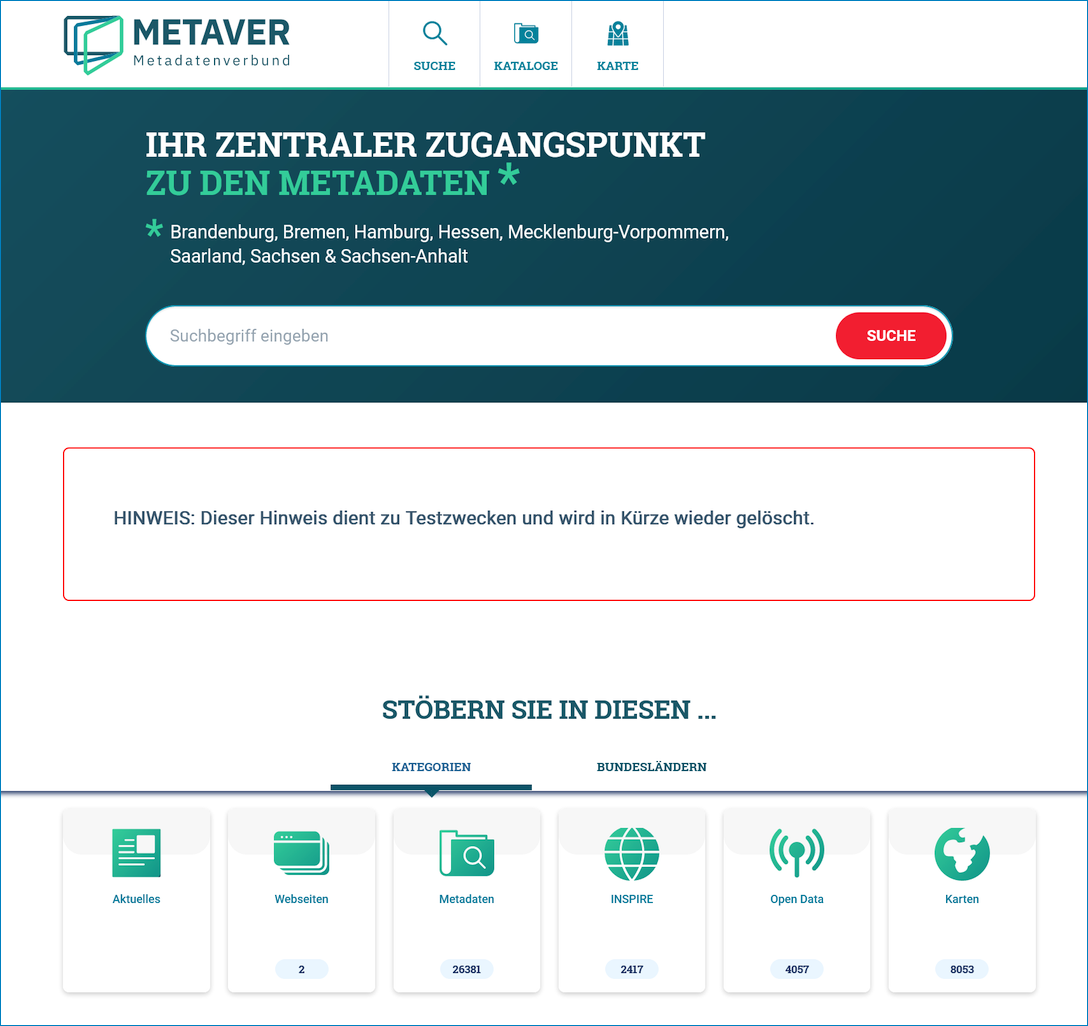 METAVER
Metadatenverbund
SUCHE
KATALOGE
KARTE
IHR ZENTRALER ZUGANGSPUNKT
ZU DEN METADATEN *
* Brandenburg, Bremen, Hamburg, Hessen, Mecklenburg-Vorpommern,
Saarland, Sachsen & Sachsen-Anhalt
Suchbegriff eingeben
SUCHE
HINWEIS: Dieser Hinweis dient zu Testzwecken und wird in Kürze wieder gelöscht.
STÖBERN SIE IN DIESEN ...
KATEGORIEN
BUNDESLÄNDERN
Aktuelles
Webseiten
Metadaten
INSPIRE
Open Data
Karten
2
26381
2417
4057
8053